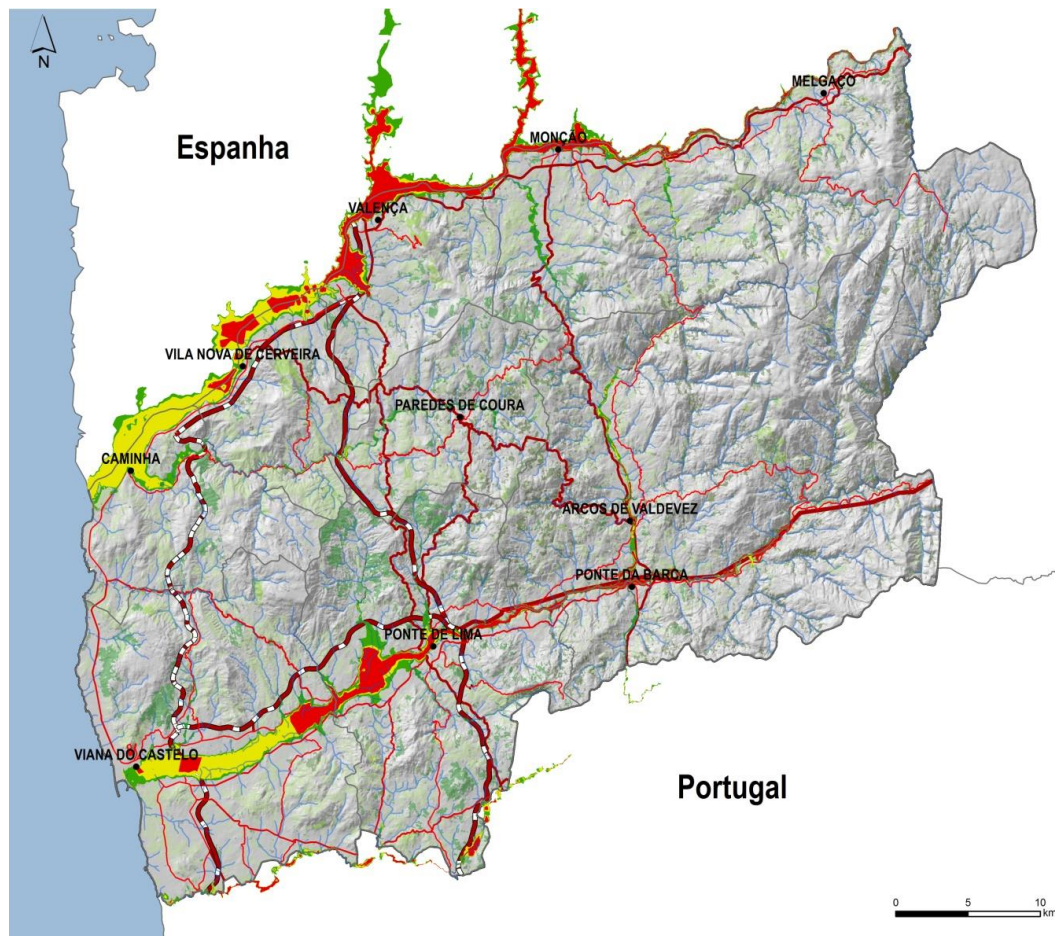 N
MELGAÇO
Espanha
MONÇÃO
VALENÇA
VILA NOVA DE CERVEIRA
PAREDES DE COURA
CAMINHA
ARCOS DE VALDEVEZ
PONTE DA BARCA
PONTE DE LIMA
VIANA DO CASTELO
Portugal
0 5 10
km